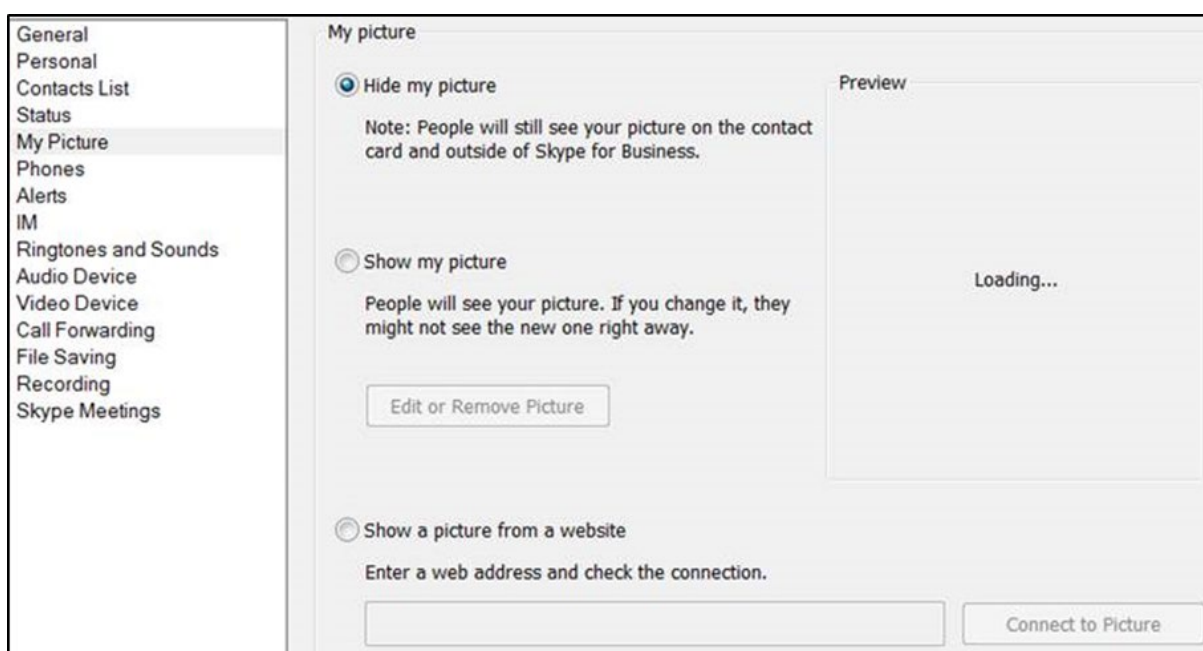 General
Personal
Contacts List
Status
My Picture
Phones
Alerts
IM
Ringtones and Sounds
Audio Device
Video Device
Call Forwarding
File Saving
Recording
Skype Meetings
My picture
Hide my picture
Note: People will still see your picture on the contact
card and outside of Skype for Business.
Show my picture
People will see your picture. If you change it, they
might not see the new one right away.
Edit or Remove Picture
Preview
Loading...
Show a picture from a website
Enter a web address and check the connection.
Connect to Picture